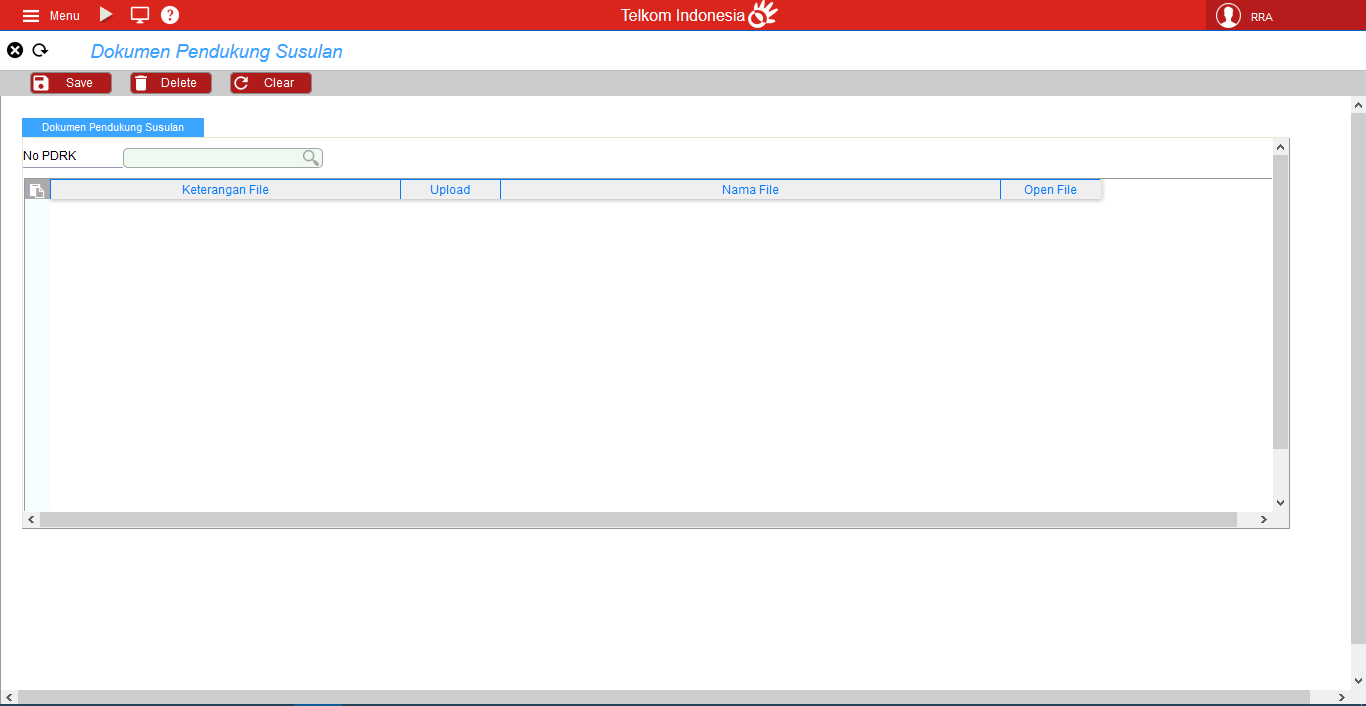 Menu ? Telkom Indonesia RRA
Dokumen Pendukung Susulan
Save Delete Clear
Dokumen Pendukung Susulan
No PDRK
Keterangan File Upload Nama File Open File